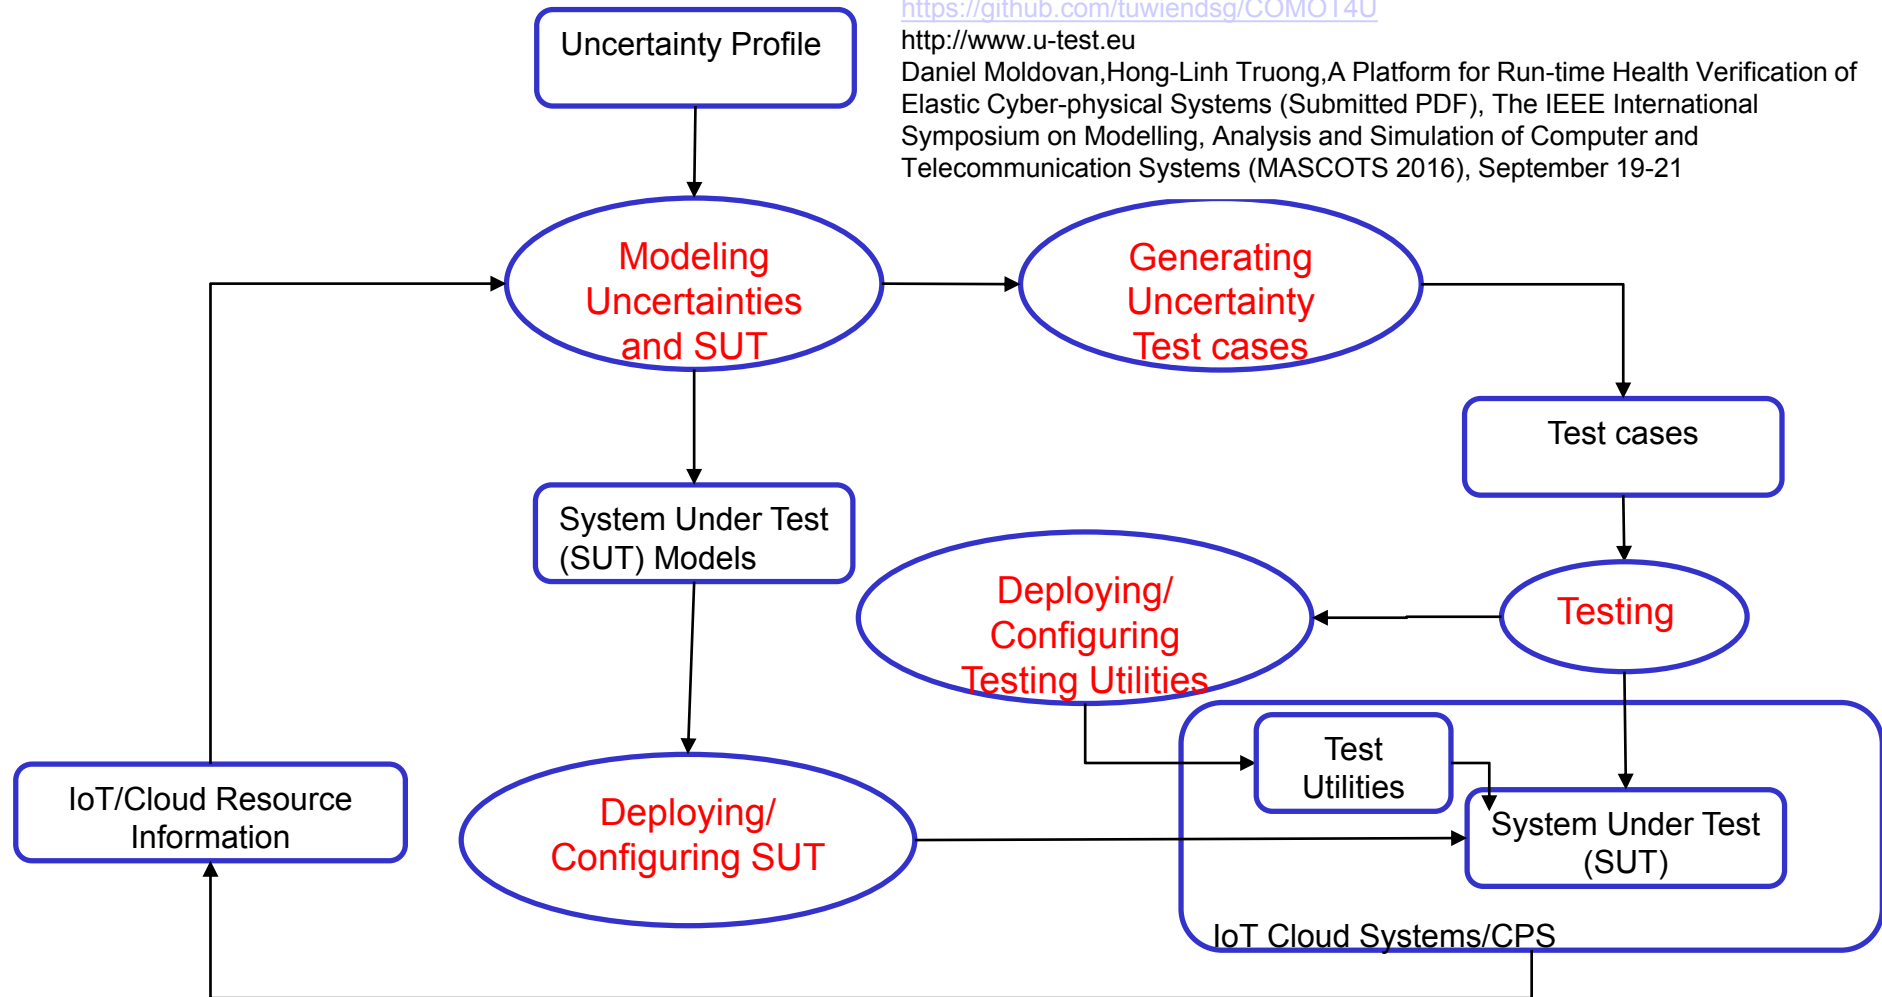 https://github.com/tuwiendsg/COMOT4U
Uncertainty Profile
http://www.u-test.eu
Daniel Moldovan,Hong-Linh Truong,A Platform for Run-time Health Verification of
Elastic Cyber-physical Systems (Submitted PDF), The IEEE International
Symposium on Modelling, Analysis and Simulation of Computer and
Telecommunication Systems (MASCOTS 2016), September 19-21
Modeling
Uncertainties
and SUT
Generating
Uncertainty
Test cases
Test cases
System Under Test
(SUT) Models
Deploying/
Configuring
Testing Utilities
Testing
Test
Utilities
IoT/Cloud Resource
Information
Deploying/
Configuring SUT
System Under Test
(SUT)
IoT Cloud Systems/CPS